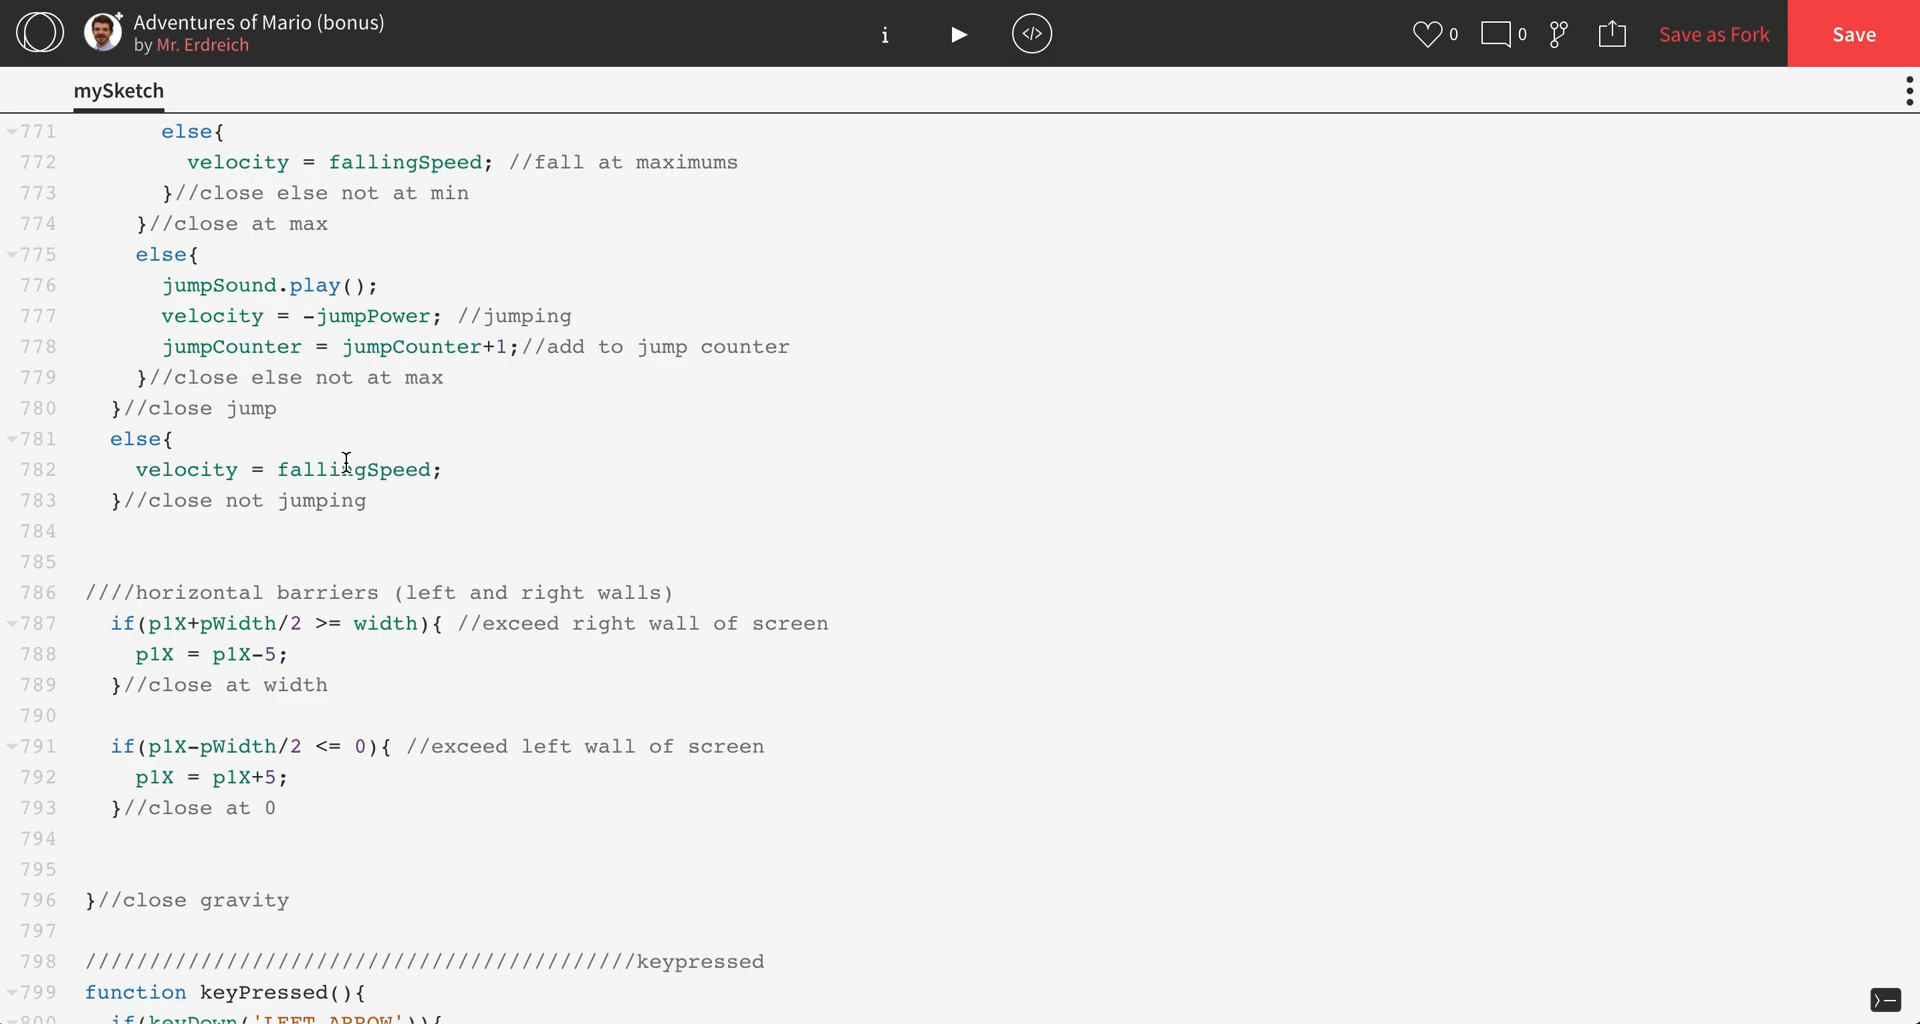 Adventures of Mario (bonus)
by Mr. Erdreich
i
</>
0
0
Save as Fork
Save
mySketch
771 else{
772 velocity = fallingSpeed; //fall at maximums
773 }//close else not at min
774 }//close at max
775 else{
776 jumpSound.play();
777 velocity = -jumpPower; //jumping
778 jumpCounter = jumpCounter+1;//add to jump counter
779 }//close else not at max
780 }//close jump
781 else{
782 velocity = fallingSpeed;
783 }//close not jumping
784
785
786 ////horizontal barriers (left and right walls)
787 if(p1X+pWidth/2 >= width){ //exceed right wall of screen
788 p1X = p1X-5;
789 }//close at width
790
791 if(p1X-pWidth/2 <= 0){ //exceed left wall of screen
792 p1X = p1X+5;
793 }//close at 0
794
795
796 }//close gravity
797
798 ///////////////////////////////////////////keypressed
799 function keyPressed(){
800 if(keyDown('LEFT_ARROW')){